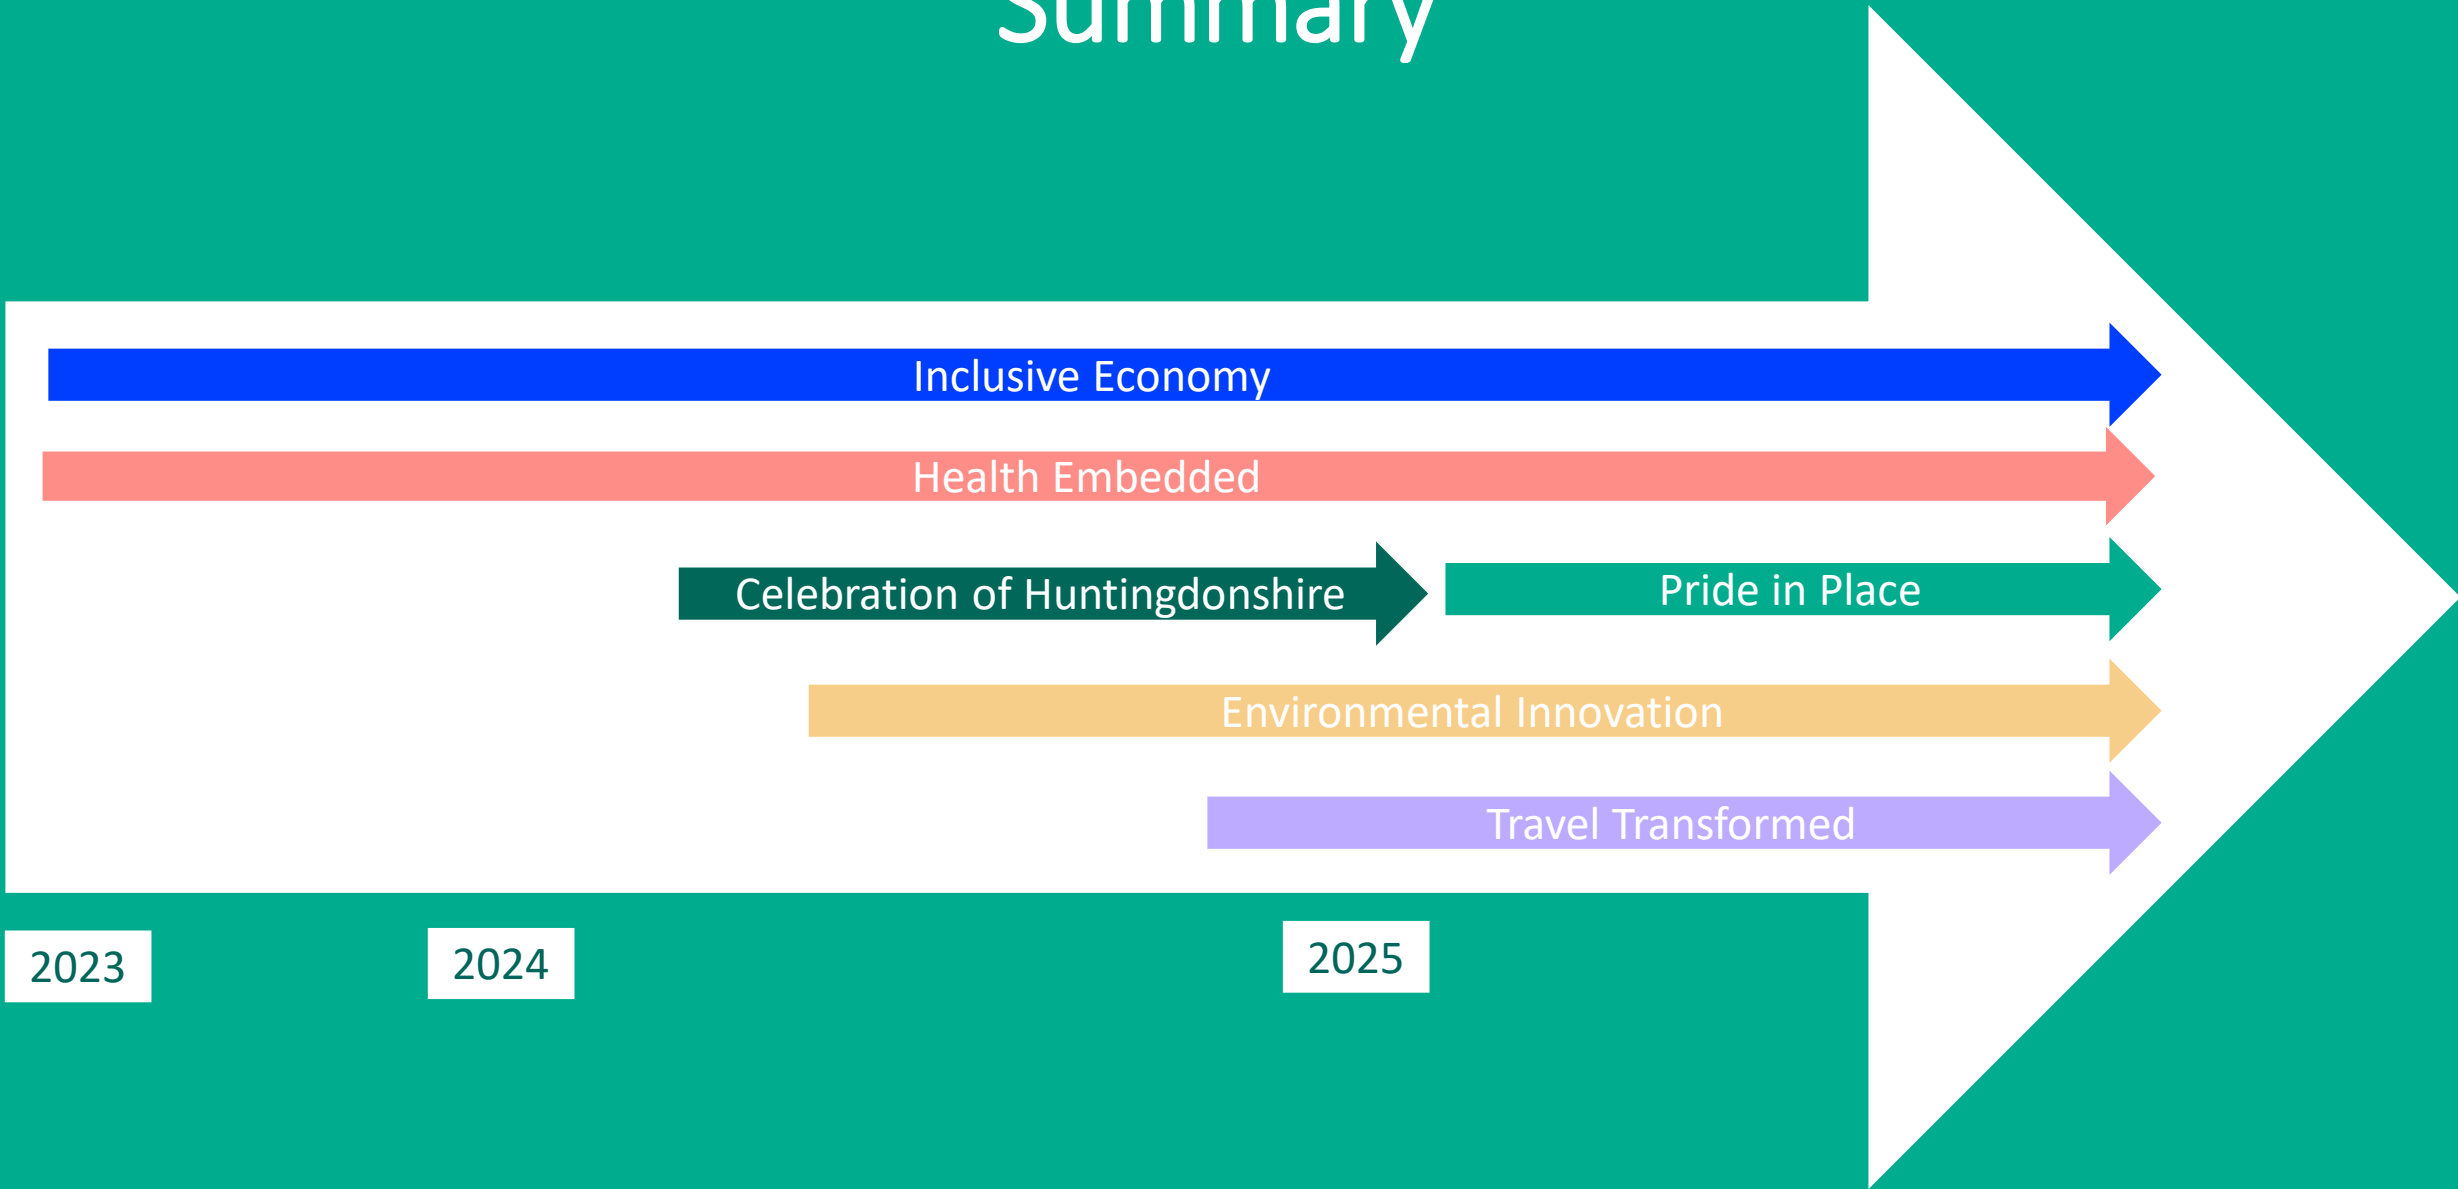 Summary
Inclusive Economy
Health Embedded
Celebration of Huntingdonshire
Pride in Place
Environmental Innovation
Travel Transformed
2023
2024
2025